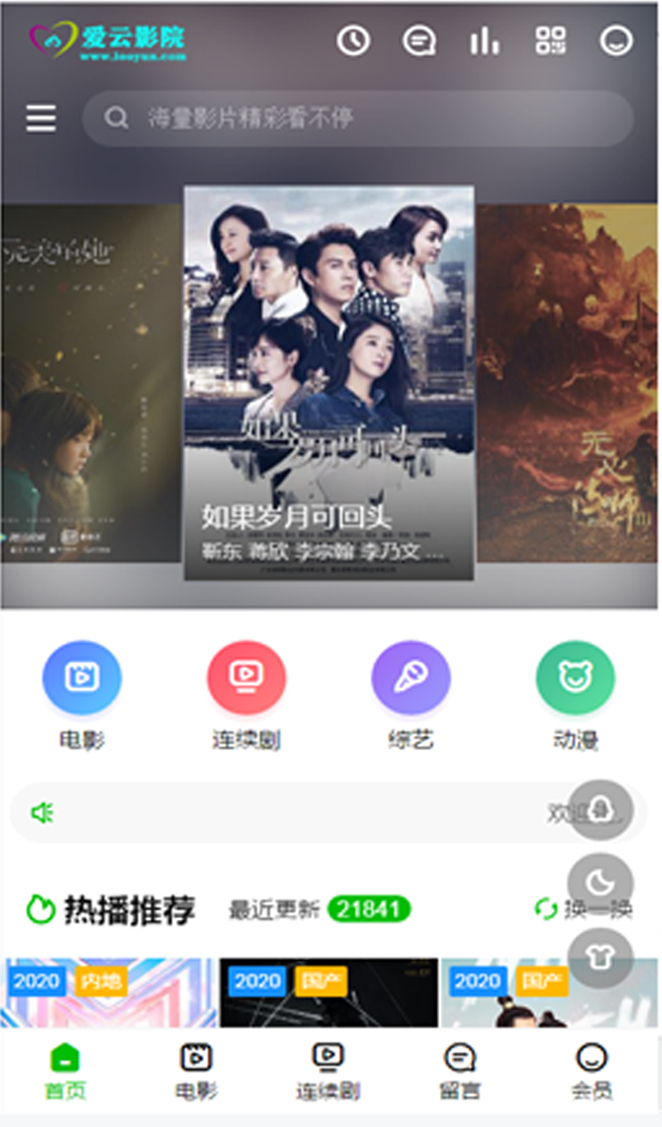 爱云影院
海量影片精彩看不停
完美的她
如果岁月可回头
无心法师
III
如果岁月可回头
靳东 蒋欣 李宗翰 李乃文 ...
电影
连续剧
综艺
动漫
欢迎
热播推荐
最近更新 21841
换一换
2020 内地
2020 国产
2020 国产
首页
电影
连续剧
留言
会员